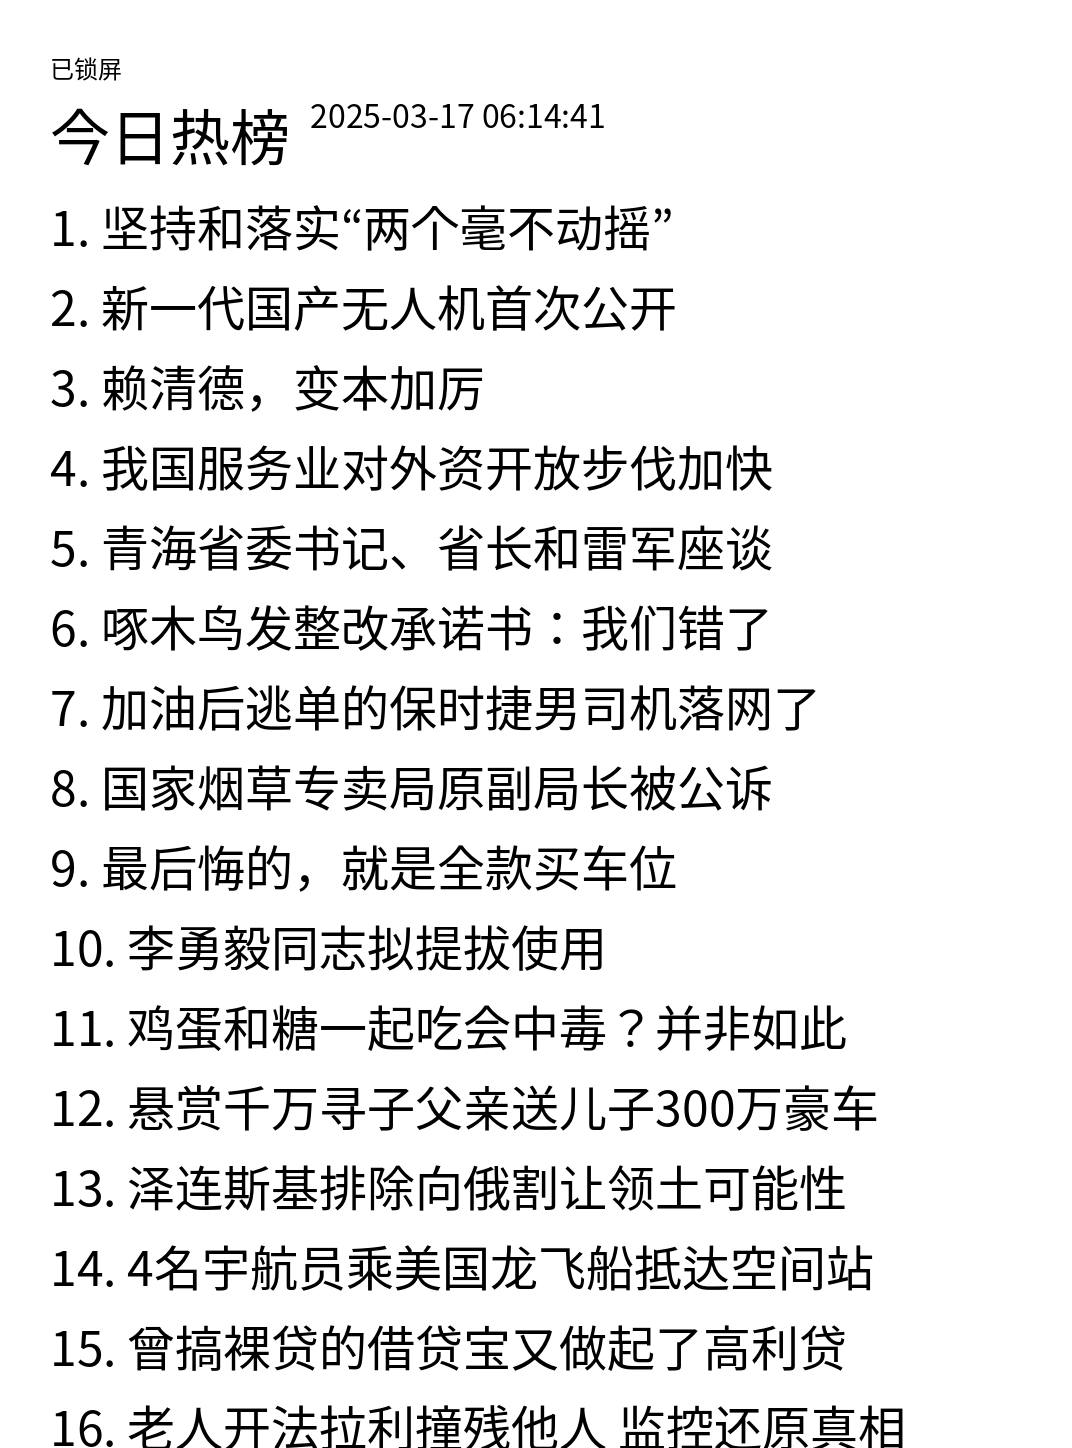 已锁屏
今日热榜 2025-03-17 06:14:41
1. 坚持和落实“两个毫不动摇”
2. 新一代国产无人机首次公开
3. 赖清德，变本加厉
4. 我国服务业对外资开放步伐加快
5. 青海省委书记、省长和雷军座谈
6. 啄木鸟发整改承诺书：我们错了
7. 加油后逃单的保时捷男司机落网了
8. 国家烟草专卖局原副局长被公诉
9. 最后悔的，就是全款买车位
10. 李勇毅同志拟提拔使用
11. 鸡蛋和糖一起吃会中毒？并非如此
12. 悬赏千万寻子父亲送儿子300万豪车
13. 泽连斯基排除向俄割让领土可能性
14. 4名宇航员乘美国龙飞船抵达空间站
15. 曾搞裸贷的借贷宝又做起了高利贷
16. 老人开法拉利撞残他人 监控还原真相